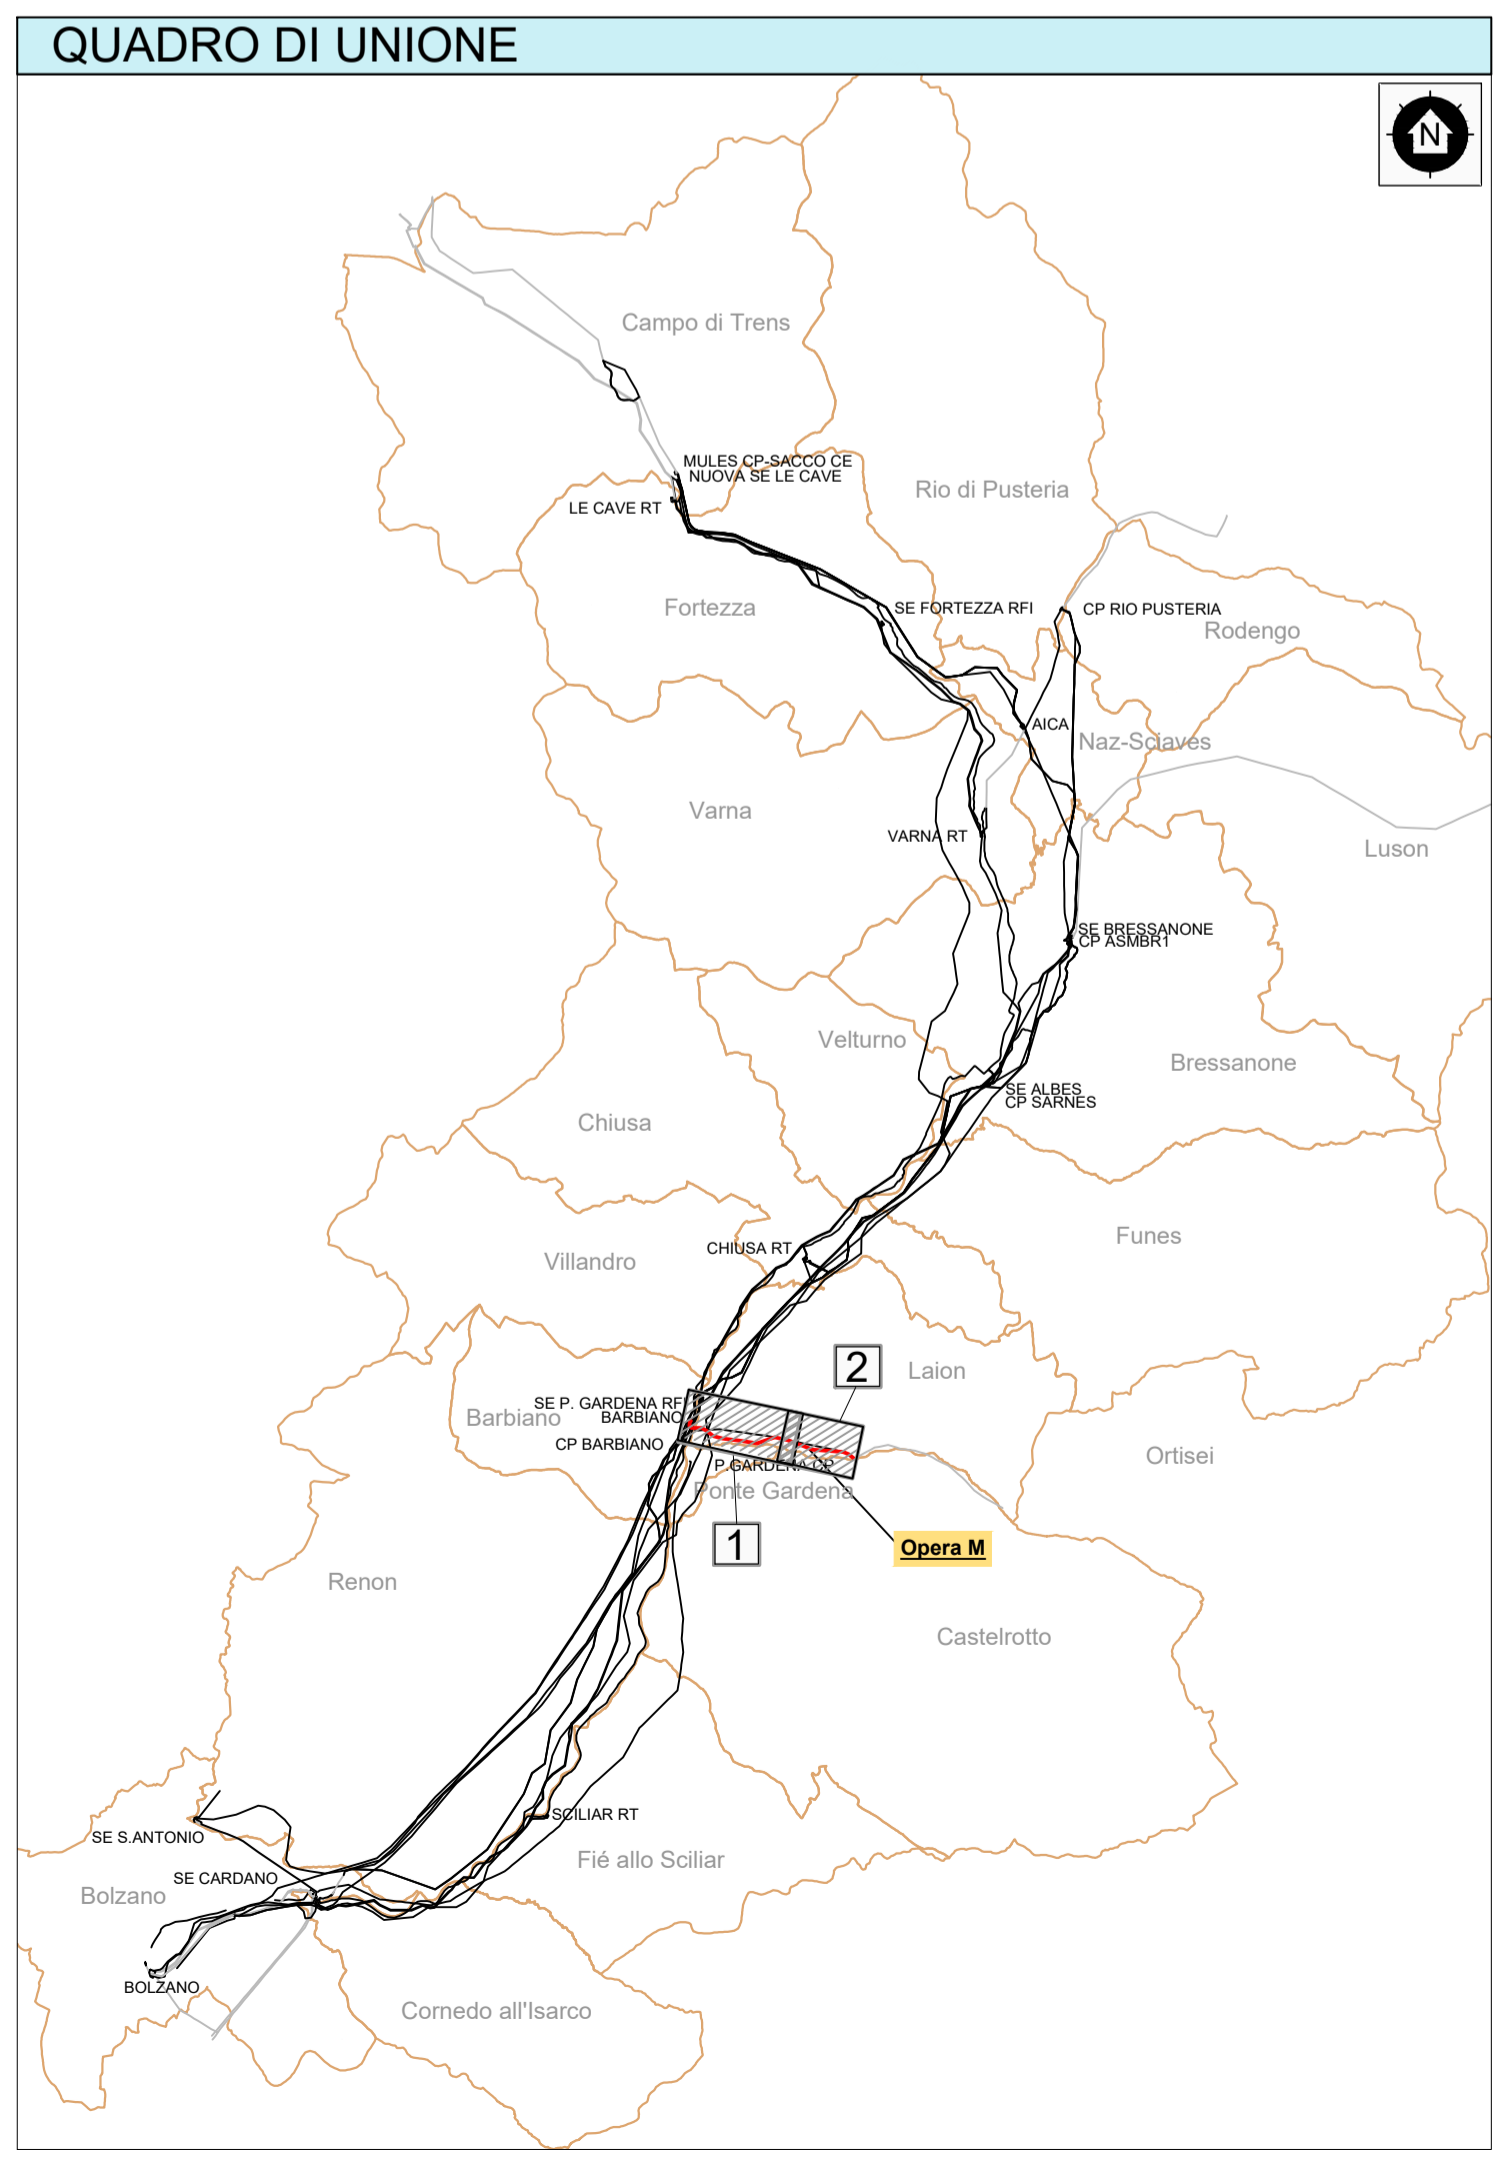 QUADRO DI UNIONE
N
Campo di Trens
MULES CP-SACCO CE
NUOVA SE LE CAVE
LE CAVE RT
Rio di Pusteria
Fortezza
SE FORTEZZA RFI
CP RIO PUSTERIA
Rodengo
AICA
Naz-Sciaves
Varna
VARNA RT
Luson
SE BRESSANONE
CP ASMBR1
Velturno
Bressanone
SE ALBES
CP SARNES
Chiusa
Funes
CHIUSA RT
Villandro
2
Laion
SE P. GARDENA RFI
Barbiano
BARBIANO
CP BARBIANO
Ortisei
P.GARDENA CP
Ponte Gardena
1
Opera M
Renon
Castelrotto
SCILIAR RT
SE S.ANTONIO
Fié allo Sciliar
SE CARDANO
Bolzano
BOLZANO
Cornedo all'Isarco